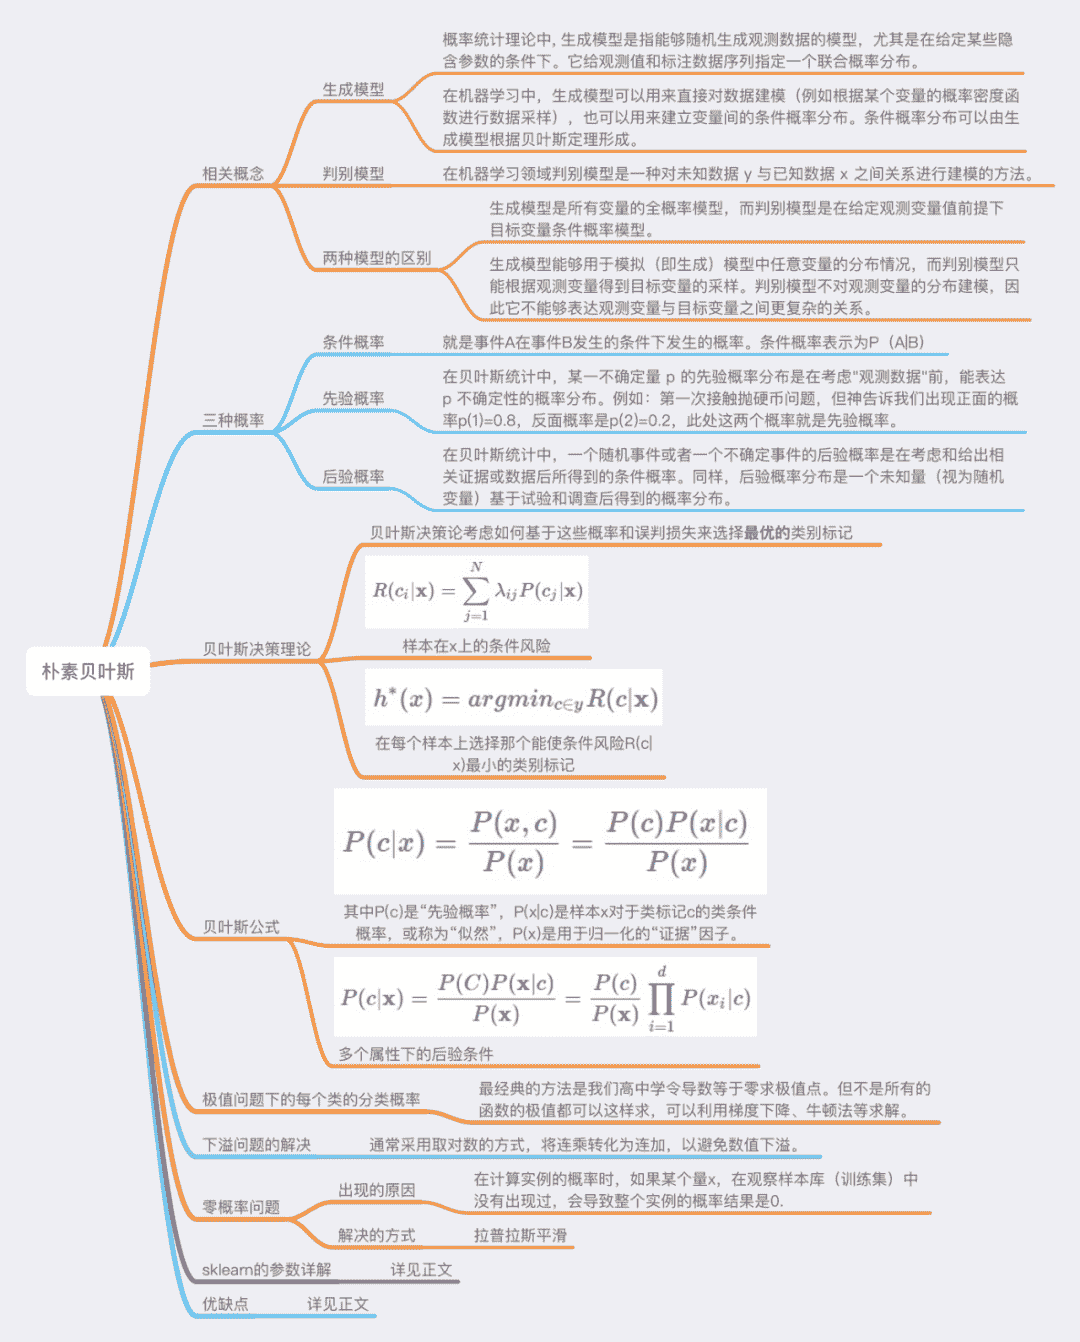 朴素贝叶斯
相关概念
生成模型
概率统计理论中, 生成模型是指能够随机生成观测数据的模型，尤其是在给定某些隐
含参数的条件下。它给观测值和标注数据序列指定一个联合概率分布。
在机器学习中，生成模型可以用来直接对数据建模（例如根据某个变量的概率密度函
数进行数据采样），也可以用来建立变量间的条件概率分布。条件概率分布可以由生
成模型根据贝叶斯定理形成。
判别模型
在机器学习领域判别模型是一种对未知数据 y 与已知数据 x 之间关系进行建模的方法。
两种模型的区别
生成模型是所有变量的全概率模型，而判别模型是在给定观测变量值前提下
目标变量条件概率模型。
生成模型能够用于模拟（即生成）模型中任意变量的分布情况，而判别模型只
能根据观测变量得到目标变量的采样。判别模型不对观测变量的分布建模，因
此它不能够表达观测变量与目标变量之间更复杂的关系。
三种概率
条件概率
就是事件A在事件B发生的条件下发生的概率。条件概率表示为P（A|B）
先验概率
在贝叶斯统计中，某一不确定量 p 的先验概率分布是在考虑"观测数据"前，能表达
p 不确定性的概率分布。例如：第一次接触抛硬币问题，但神告诉我们出现正面的概
率p(1)=0.8，反面概率是p(2)=0.2，此处这两个概率就是先验概率。
后验概率
在贝叶斯统计中，一个随机事件或者一个不确定事件的后验概率是在考虑和给出相
关证据或数据后所得到的条件概率。同样，后验概率分布是一个未知量（视为随机
变量）基于试验和调查后得到的概率分布。
贝叶斯决策理论
贝叶斯决策论考虑如何基于这些概率和误判损失来选择最优的类别标记
R(c_i|x) = ∑_{j=1}^{N} λ_{ij} P(c_j|x)
样本在x上的条件风险
h*(x) = argmin_{c∈y} R(c|x)
在每个样本上选择那个能使条件风险R(c|
x)最小的类别标记
贝叶斯公式
P(c|x) = P(x,c)/P(x) = P(c)P(x|c)/P(x)
其中P(c)是“先验概率”，P(x|c)是样本x对于类标记c的类条件
概率，或称为“似然”，P(x)是用于归一化的“证据”因子。
P(c|x) = P(C)P(x|c)/P(x) = P(c)/P(x) ∏_{i=1}^{d} P(x_i|c)
多个属性下的后验条件
极值问题下的每个类的分类概率
最经典的方法是我们高中学令导数等于零求极值点。但不是所有的
函数的极值都可以这样求，可以利用梯度下降、牛顿法等求解。
下溢问题的解决
通常采用取对数的方式，将连乘转化为连加，以避免数值下溢。
零概率问题
出现的原因
在计算实例的概率时，如果某个量x，在观察样本库（训练集）中
没有出现过，会导致整个实例的概率结果是0.
解决的方式
拉普拉斯平滑
sklearn的参数详解
详见正文
优缺点
详见正文